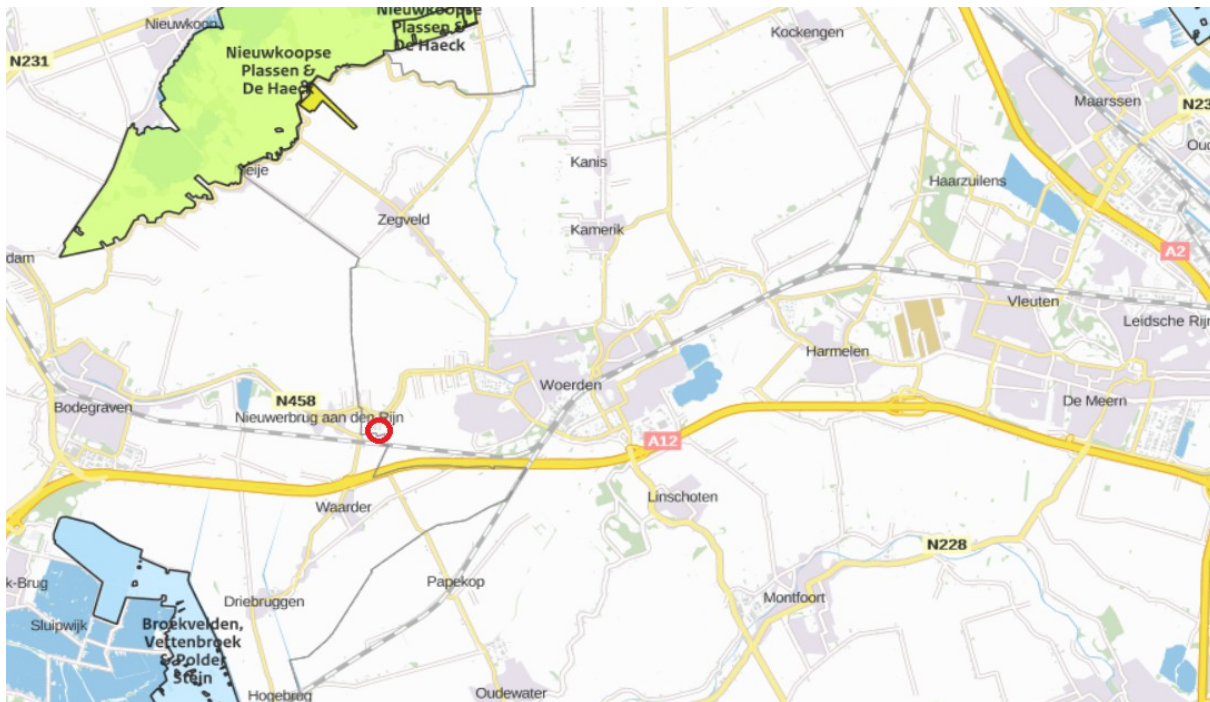 Nieuwkoopse
Plassen &
De Haeck
Nieuwkoop
Kockengen
N231
Nieuwkoopse
Plassen &
De Haeck
Maarssen
Kanis
Haarzuilens
Zegveld
Kamerik
A2
Vleuten
Leidsche Rijn
Harmelen
Woerden
N458
De Meern
Bodegraven
Nieuwerbrug aan den Rijn
A12
Linschoten
Waarder
N228
Papekop
Driebruggen
Montfoort
Sluipwijk
Broekvelden,
Vettenbroek
& Polder
Stein
Hogebrug
Oudewater